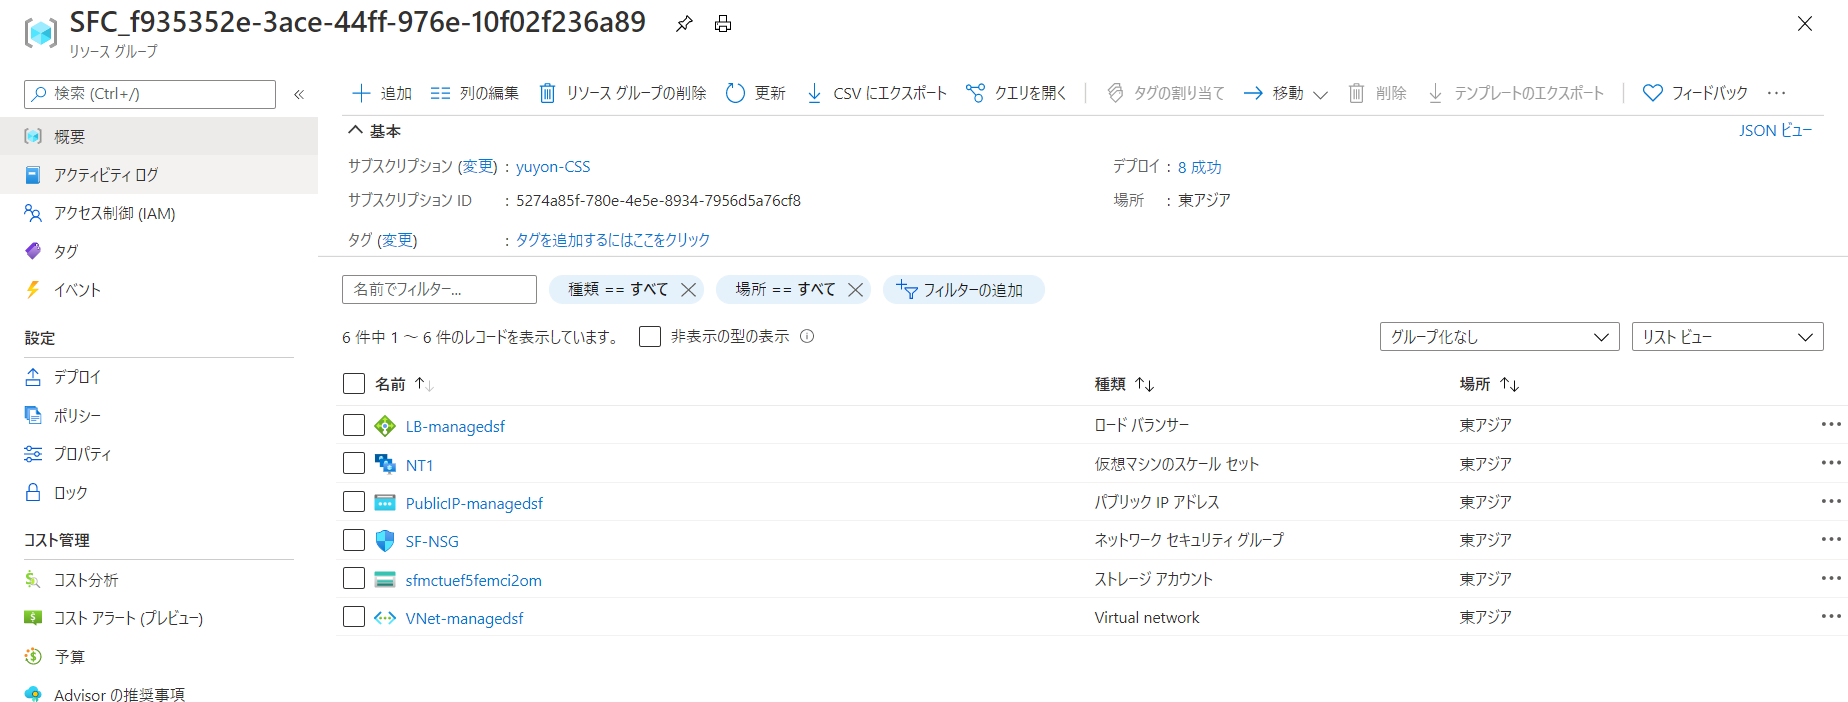 SFC_f935352e-3ace-44ff-976e-10f02f236a89
リソース グループ
検索 (Ctrl+/)
«
追加
列の編集
リソース グループの削除
更新
CSV にエクスポート
クエリを開く
タグの割り当て
移動
削除
テンプレートのエクスポート
フィードバック
···
概要
アクティビティ ログ
アクセス制御 (IAM)
タグ
イベント
設定
デプロイ
ポリシー
プロパティ
ロック
コスト管理
コスト分析
コスト アラート (プレビュー)
予算
Advisor の推奨事項
基本
JSON ビュー
サブスクリプション (変更) : yuyon-CSS
デプロイ : 8 成功
サブスクリプション ID : 5274a85f-780e-4e5e-8934-7956d5a76cf8
場所 : 東アジア
タグ (変更) : タグを追加するにはここをクリック
名前でフィルター...
種類 == すべて
場所 == すべて
フィルターの追加
6 件中 1 ～ 6 件のレコードを表示しています。
非表示の型の表示
グループ化なし
リスト ビュー
名前 ↑↓ 種類 ↑↓ 場所 ↑↓
LB-managedsf ロード バランサー 東アジア ···
NT1 仮想マシンのスケール セット 東アジア ···
PublicIP-managedsf パブリック IP アドレス 東アジア ···
SF-NSG ネットワーク セキュリティ グループ 東アジア ···
sfmctuef5femci2om ストレージ アカウント 東アジア ···
VNet-managedsf Virtual network 東アジア ···